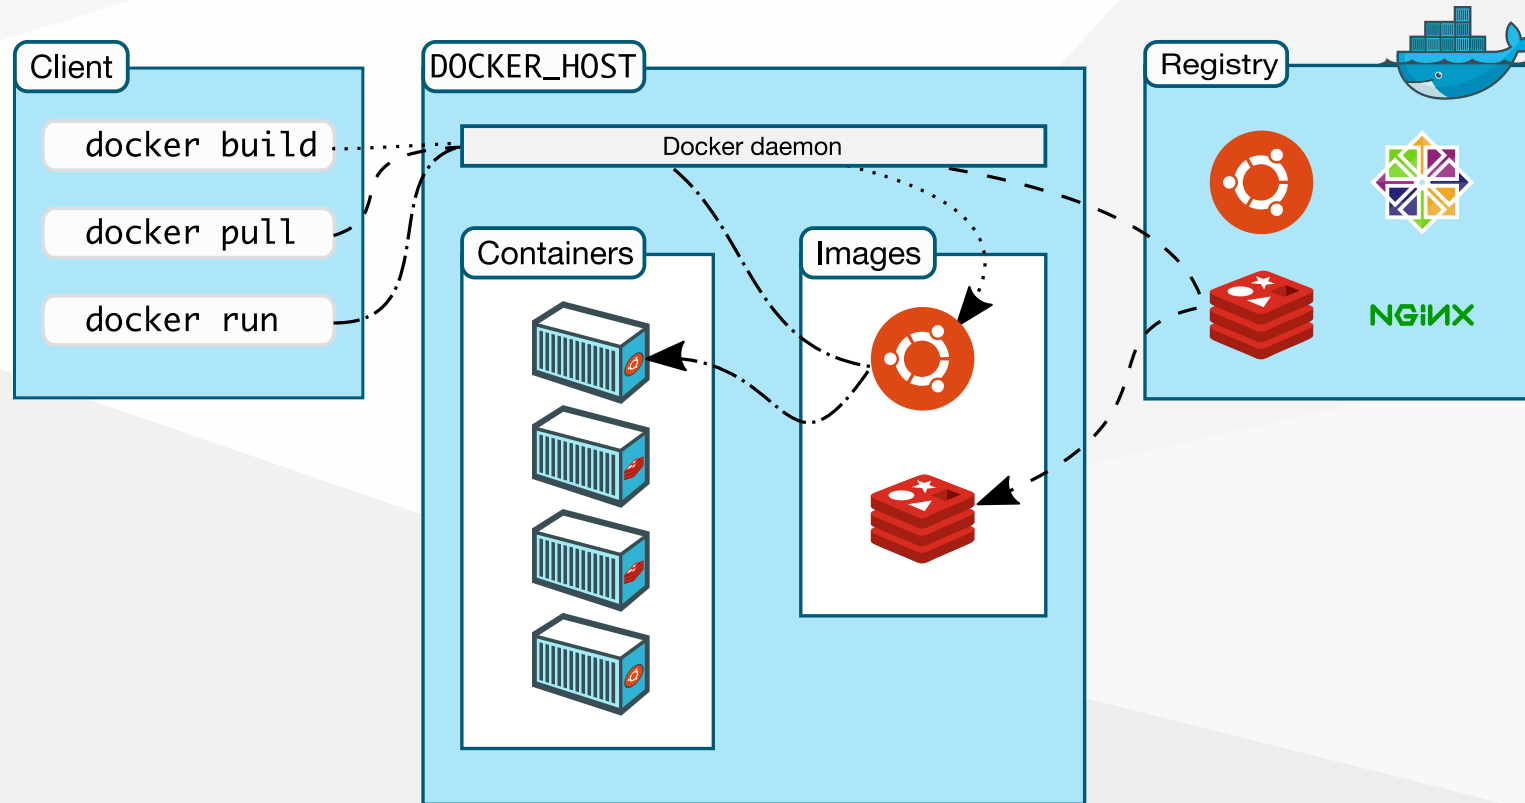 Client
docker build
docker pull
docker run
DOCKER_HOST
Docker daemon
Containers
Images
Registry
NGiNX